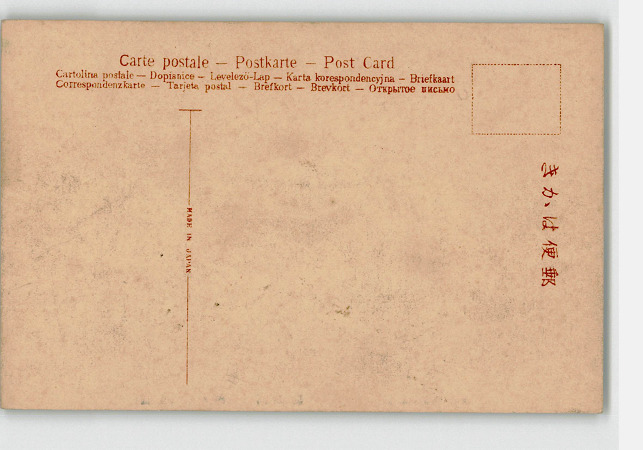 Carte postale — Postkarte — Post Card
Cartolina postale — Dopisnice — Levelező-Lap — Karta korespondencyjna — Briefkaart
Correspondenzkarte — Tarjeta postal — Brefkort — Brevkort — Открытое письмо
MADE IN JAPAN
きかﾞは便郵